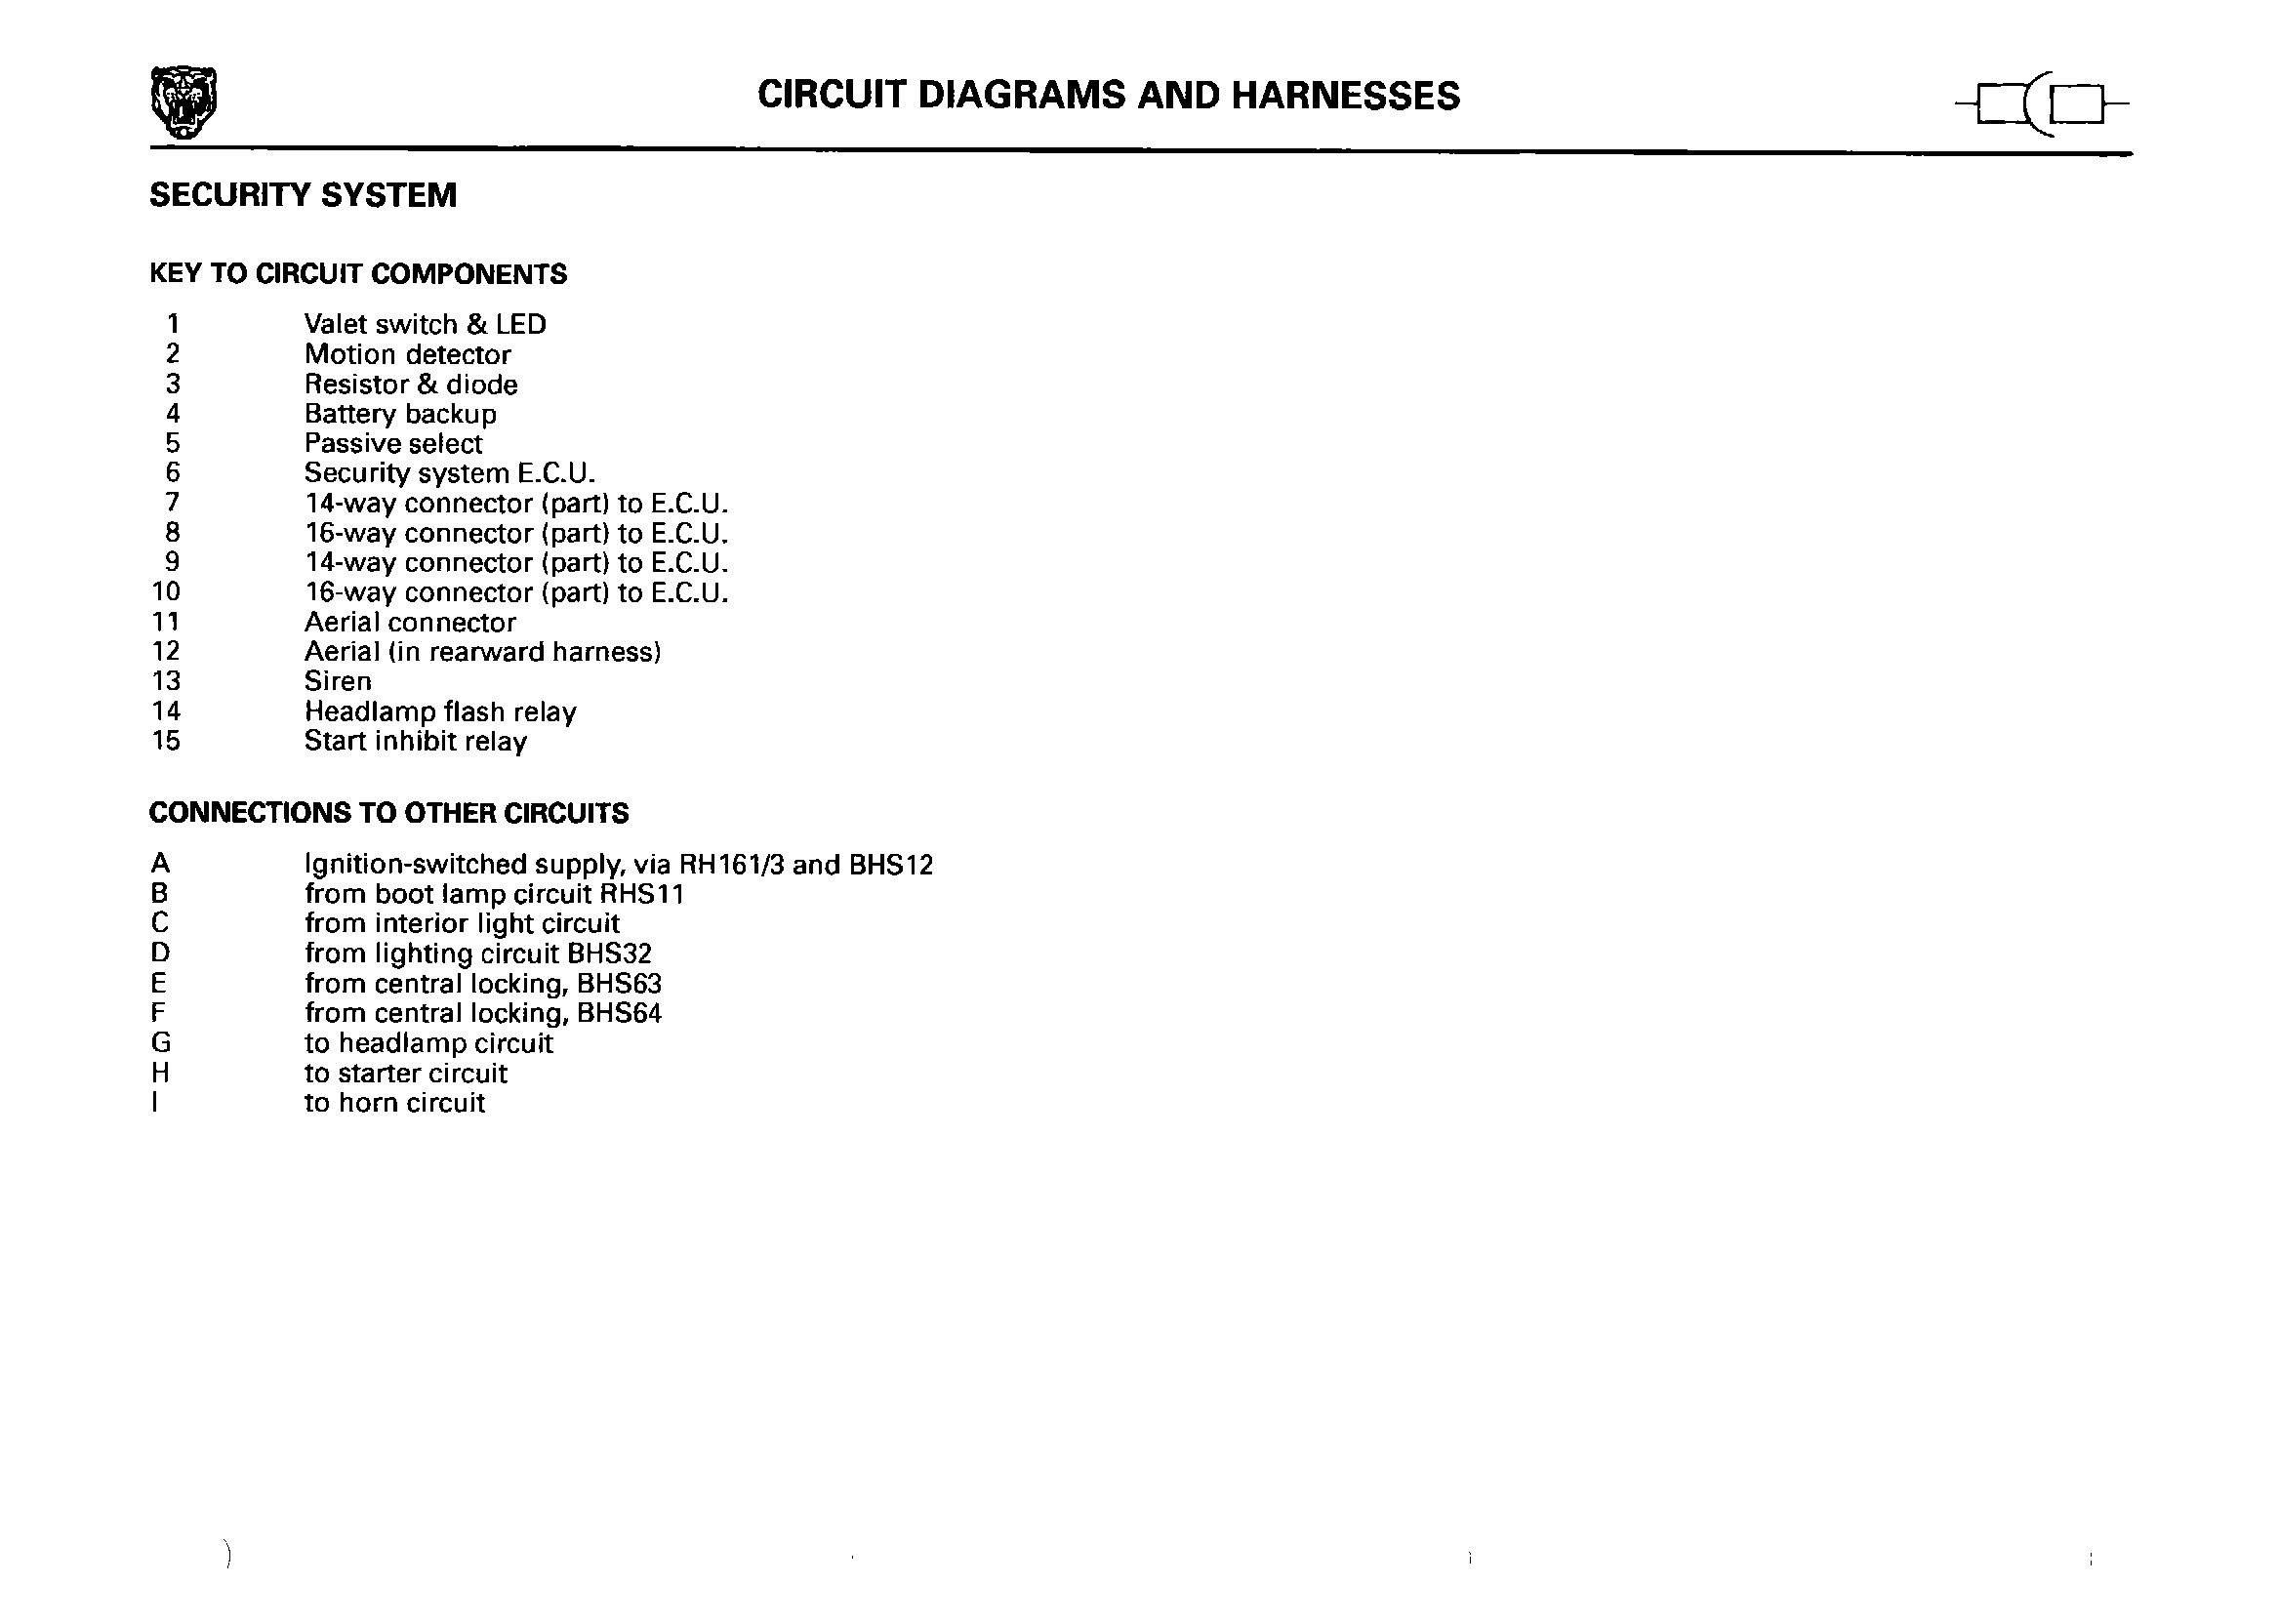 CIRCUIT DIAGRAMS AND HARNESSES
SECURITY SYSTEM
KEY TO CIRCUIT COMPONENTS
1 Valet switch & LED
2 Motion detector
3 Resistor & diode
4 Battery backup
5 Passive select
6 Security system E.C.U.
7 14-way connector (part) to E.C.U.
8 16-way connector (part) to E.C.U.
9 14-way connector (part) to E.C.U.
10 16-way connector (part) to E.C.U.
11 Aerial connector
12 Aerial (in rearward harness)
13 Siren
14 Headlamp flash relay
15 Start inhibit relay
CONNECTIONS TO OTHER CIRCUITS
A Ignition-switched supply, via RH161/3 and BHS12
B from boot lamp circuit RHS11
C from interior light circuit
D from lighting circuit BHS32
E from central locking, BHS63
F from central locking, BHS64
G to headlamp circuit
H to starter circuit
I to horn circuit